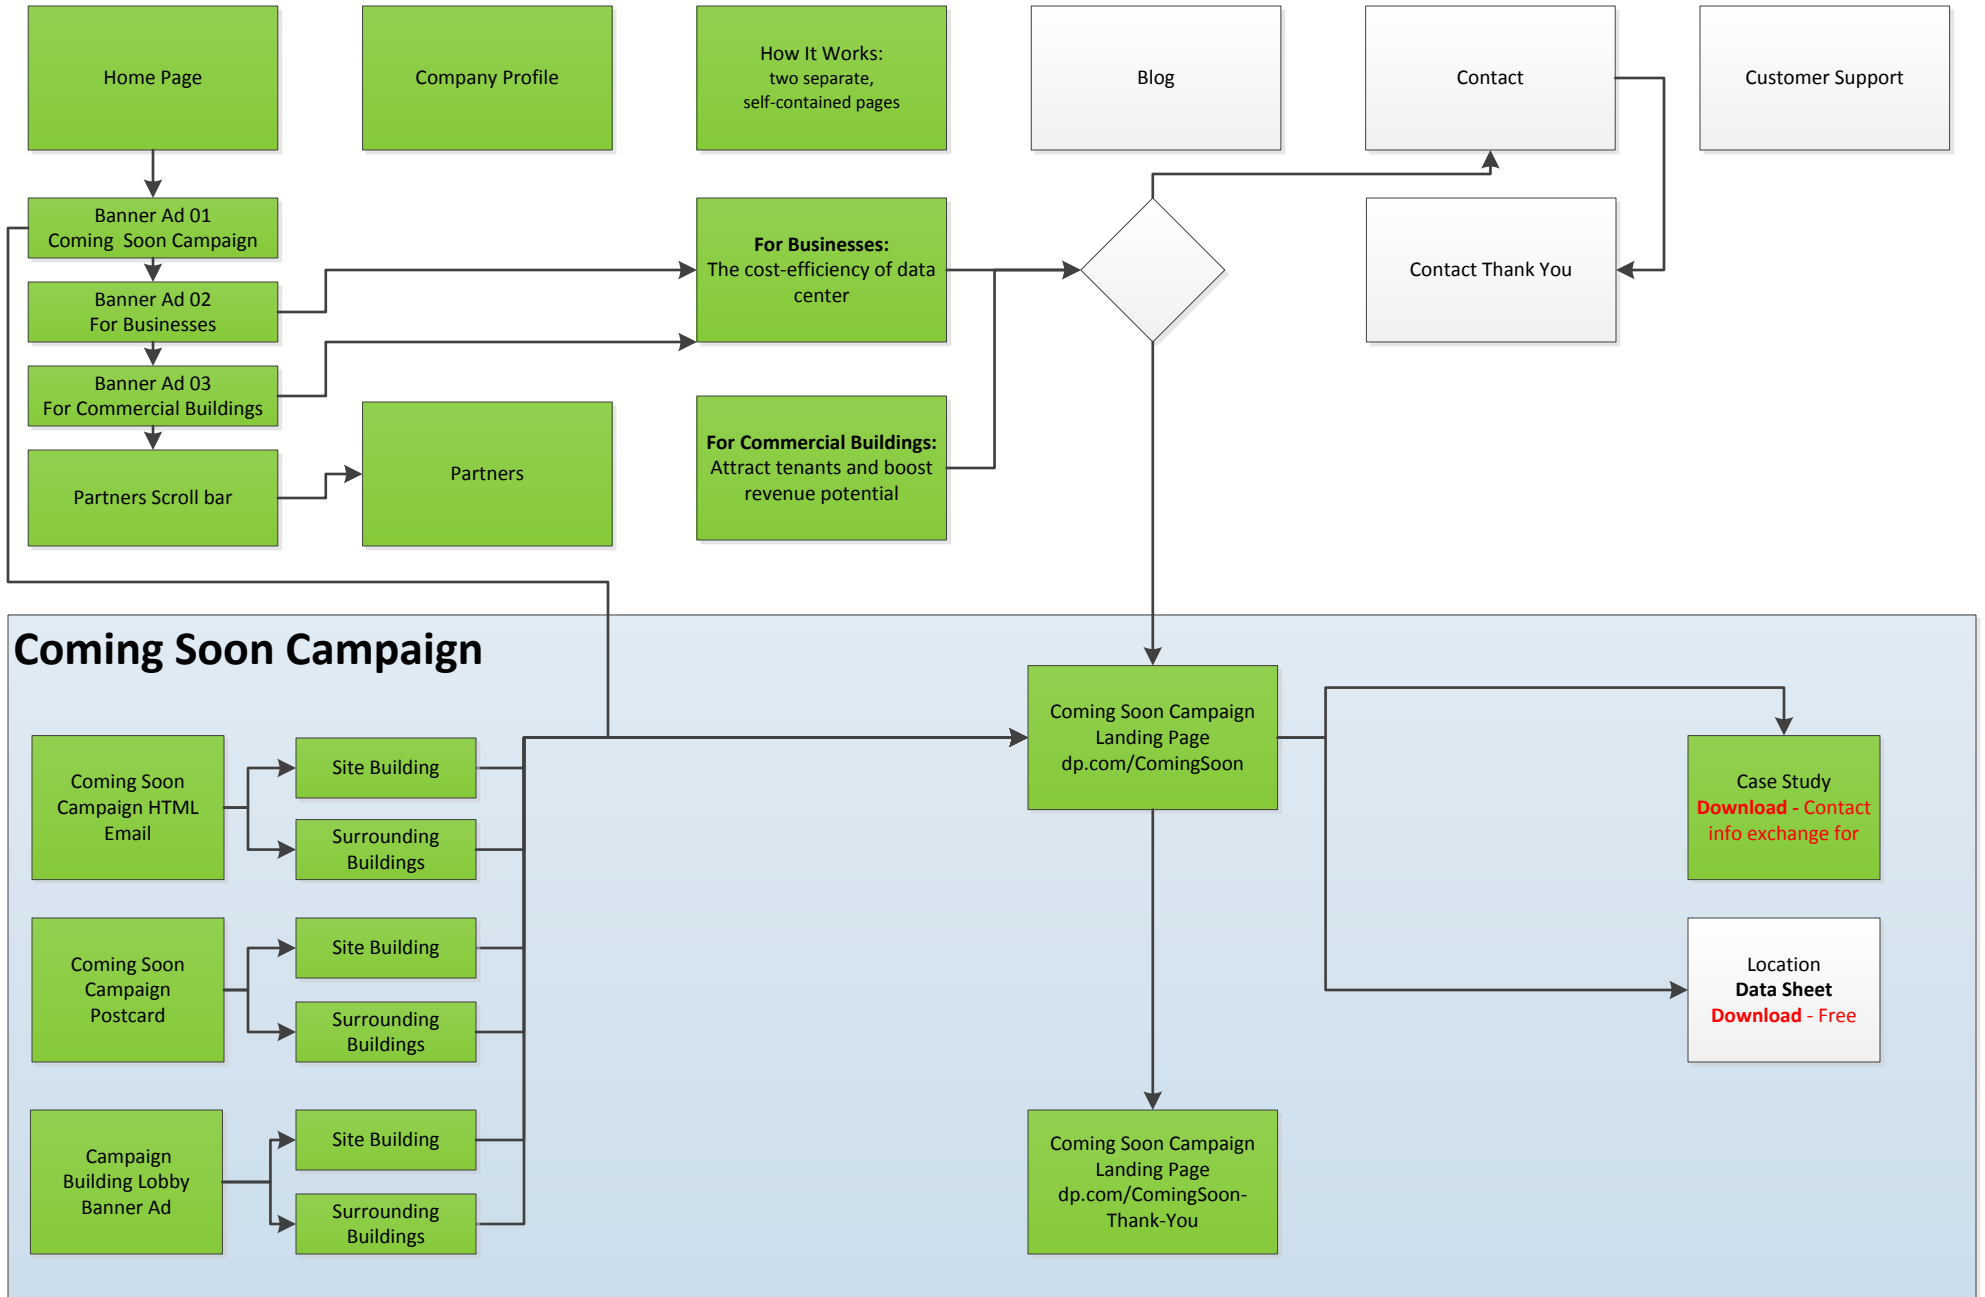 Home Page
Company Profile
How It Works:
two separate,
self-contained pages
Blog
Contact
Customer Support
Banner Ad 01
Coming  Soon Campaign
Banner Ad 02
For Businesses
Banner Ad 03
For Commercial Buildings
Partners Scroll bar
Partners
For Businesses:
The cost-efficiency of data
center
For Commercial Buildings:
Attract tenants and boost
revenue potential
Contact Thank You
Coming Soon Campaign
Coming Soon
Campaign HTML
Email
Site Building
Surrounding
Buildings
Coming Soon
Campaign
Postcard
Site Building
Surrounding
Buildings
Campaign
Building Lobby
Banner Ad
Site Building
Surrounding
Buildings
Coming Soon Campaign
Landing Page
dp.com/ComingSoon
Coming Soon Campaign
Landing Page
dp.com/ComingSoon-
Thank-You
Case Study
Download - Contact
info exchange for
Location
Data Sheet
Download - Free